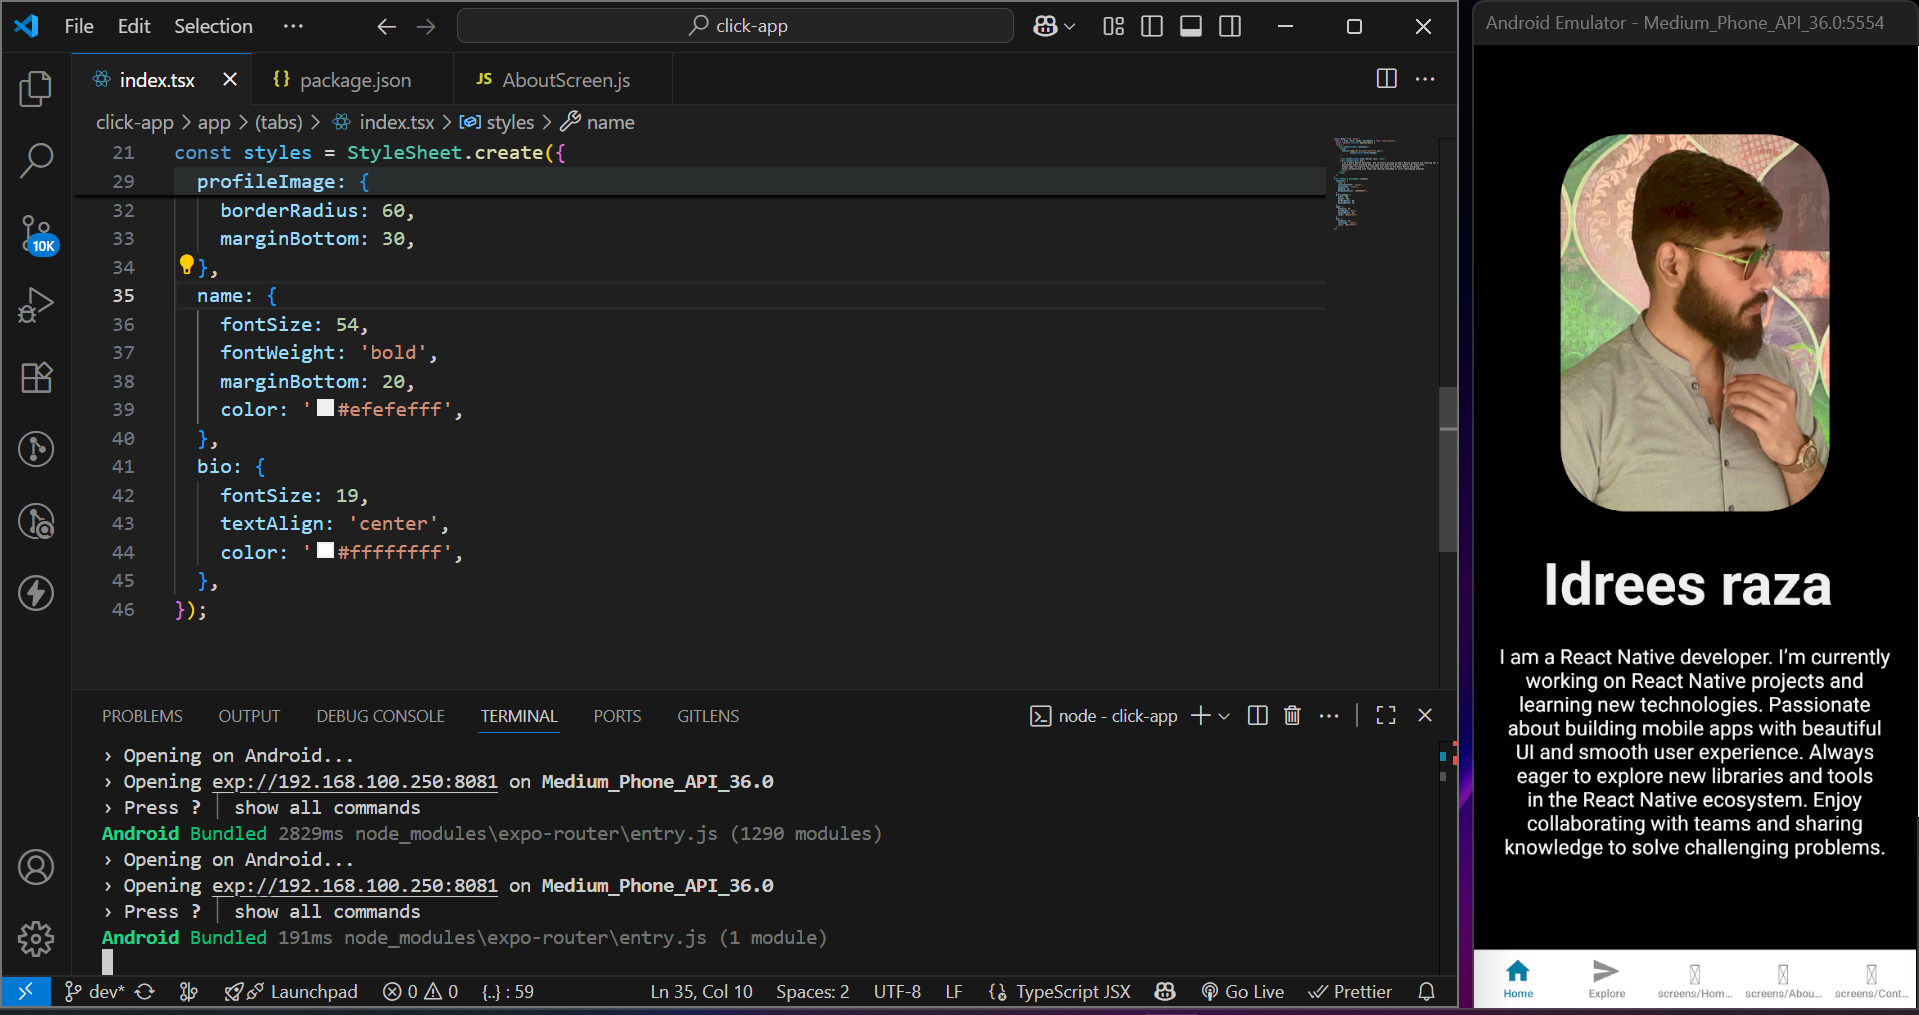 File Edit Selection ··· click-app
index.tsx package.json JS AboutScreen.js
click-app > app > (tabs) > index.tsx > styles > name
21 const styles = StyleSheet.create({
29 profileImage: {
32 borderRadius: 60,
33 marginBottom: 30,
34 },
35 name: {
36 fontSize: 54,
37 fontWeight: 'bold',
38 marginBottom: 20,
39 color: '#efefefff',
40 },
41 bio: {
42 fontSize: 19,
43 textAlign: 'center',
44 color: '#ffffffff',
45 },
46 });
10K
PROBLEMS OUTPUT DEBUG CONSOLE TERMINAL PORTS GITLENS node - click-app
› Opening on Android...
› Opening exp://192.168.100.250:8081 on Medium_Phone_API_36.0
› Press ? │ show all commands
Android Bundled 2829ms node_modules\expo-router\entry.js (1290 modules)
› Opening on Android...
› Opening exp://192.168.100.250:8081 on Medium_Phone_API_36.0
› Press ? │ show all commands
Android Bundled 191ms node_modules\expo-router\entry.js (1 module)
dev* Launchpad 0 0 {..} : 59 Ln 35, Col 10 Spaces: 2 UTF-8 LF TypeScript JSX Go Live Prettier
Android Emulator - Medium_Phone_API_36.0:5554
Idrees raza
I am a React Native developer. I'm currently
working on React Native projects and
learning new technologies. Passionate
about building mobile apps with beautiful
UI and smooth user experience. Always
eager to explore new libraries and tools
in the React Native ecosystem. Enjoy
collaborating with teams and sharing
knowledge to solve challenging problems.
Home Explore screens/Hom... screens/Abou... screens/Cont...